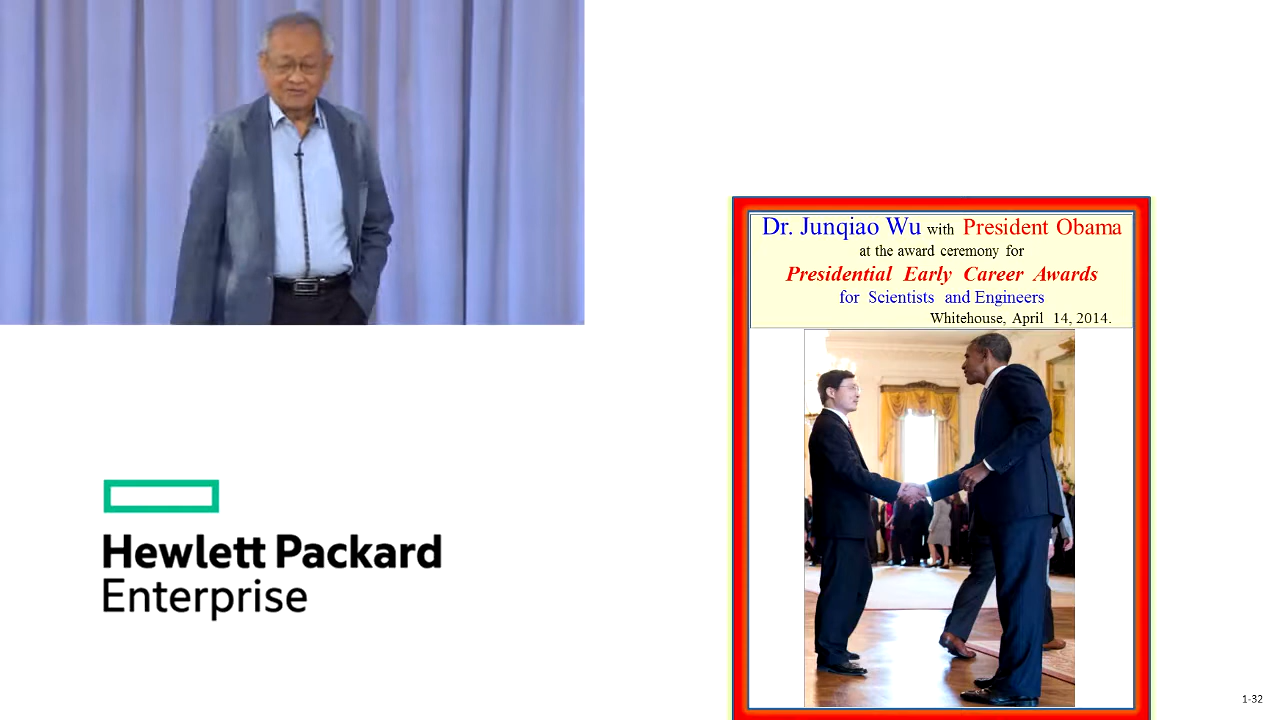 Dr. Junqiao Wu with President Obama
at the award ceremony for
Presidential Early Career Awards
for Scientists and Engineers
Whitehouse, April 14, 2014.
Hewlett Packard
Enterprise
1-32